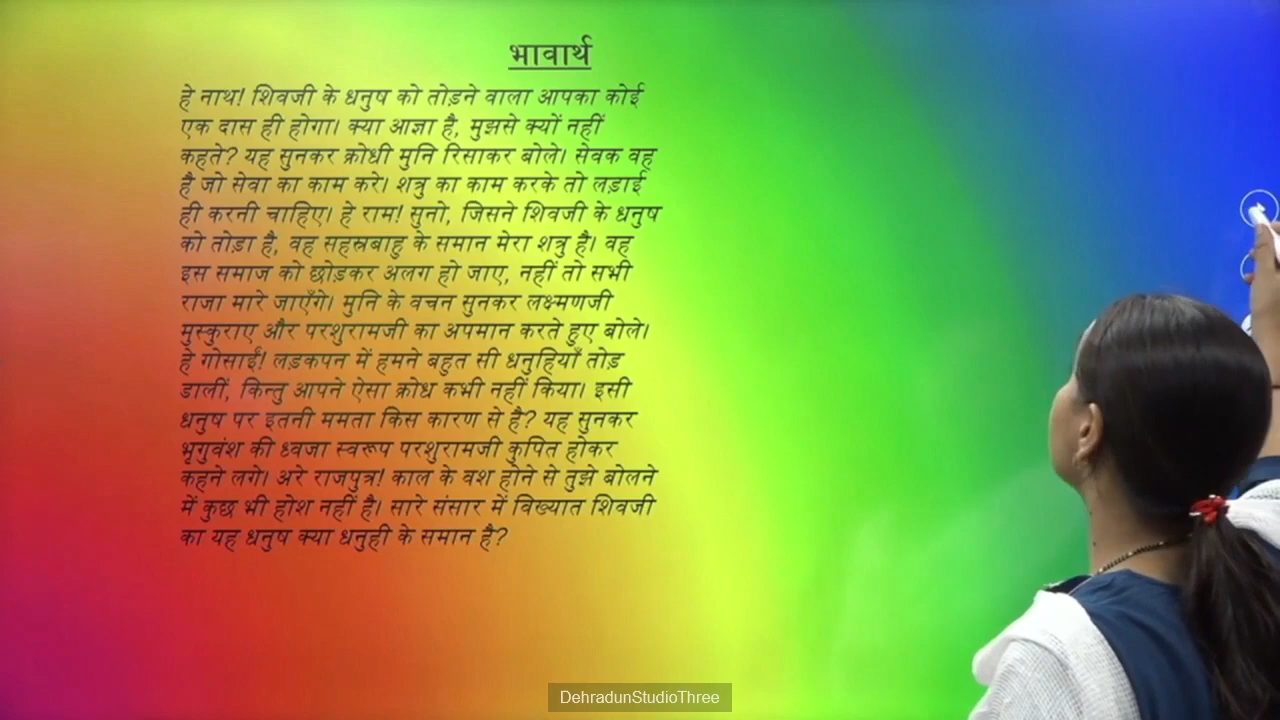 भावार्थ
हे नाथ! शिवजी के धनुष को तोड़ने वाला आपका कोई
एक दास ही होगा। क्या आज्ञा है, मुझसे क्यों नहीं
कहते? यह सुनकर क्रोधी मुनि रिसाकर बोले। सेवक वह
है जो सेवा का काम करे। शत्रु का काम करके तो लड़ाई
ही करनी चाहिए। हे राम! सुनो, जिसने शिवजी के धनुष
को तोड़ा है, वह सहस्रबाहु के समान मेरा शत्रु है। वह
इस समाज को छोड़कर अलग हो जाए, नहीं तो सभी
राजा मारे जाएँगे। मुनि के वचन सुनकर लक्ष्मणजी
मुस्कुराए और परशुरामजी का अपमान करते हुए बोले।
हे गोसाईं! लड़कपन में हमने बहुत सी धनुहियाँ तोड़
डालीं, किन्तु आपने ऐसा क्रोध कभी नहीं किया। इसी
धनुष पर इतनी ममता किस कारण से है? यह सुनकर
भृगुवंश की ध्वजा स्वरूप परशुरामजी कुपित होकर
कहने लगे। अरे राजपुत्र! काल के वश होने से तुझे बोलने
में कुछ भी होश नहीं है। सारे संसार में विख्यात शिवजी
का यह धनुष क्या धनुही के समान है?
DehradunStudioThree